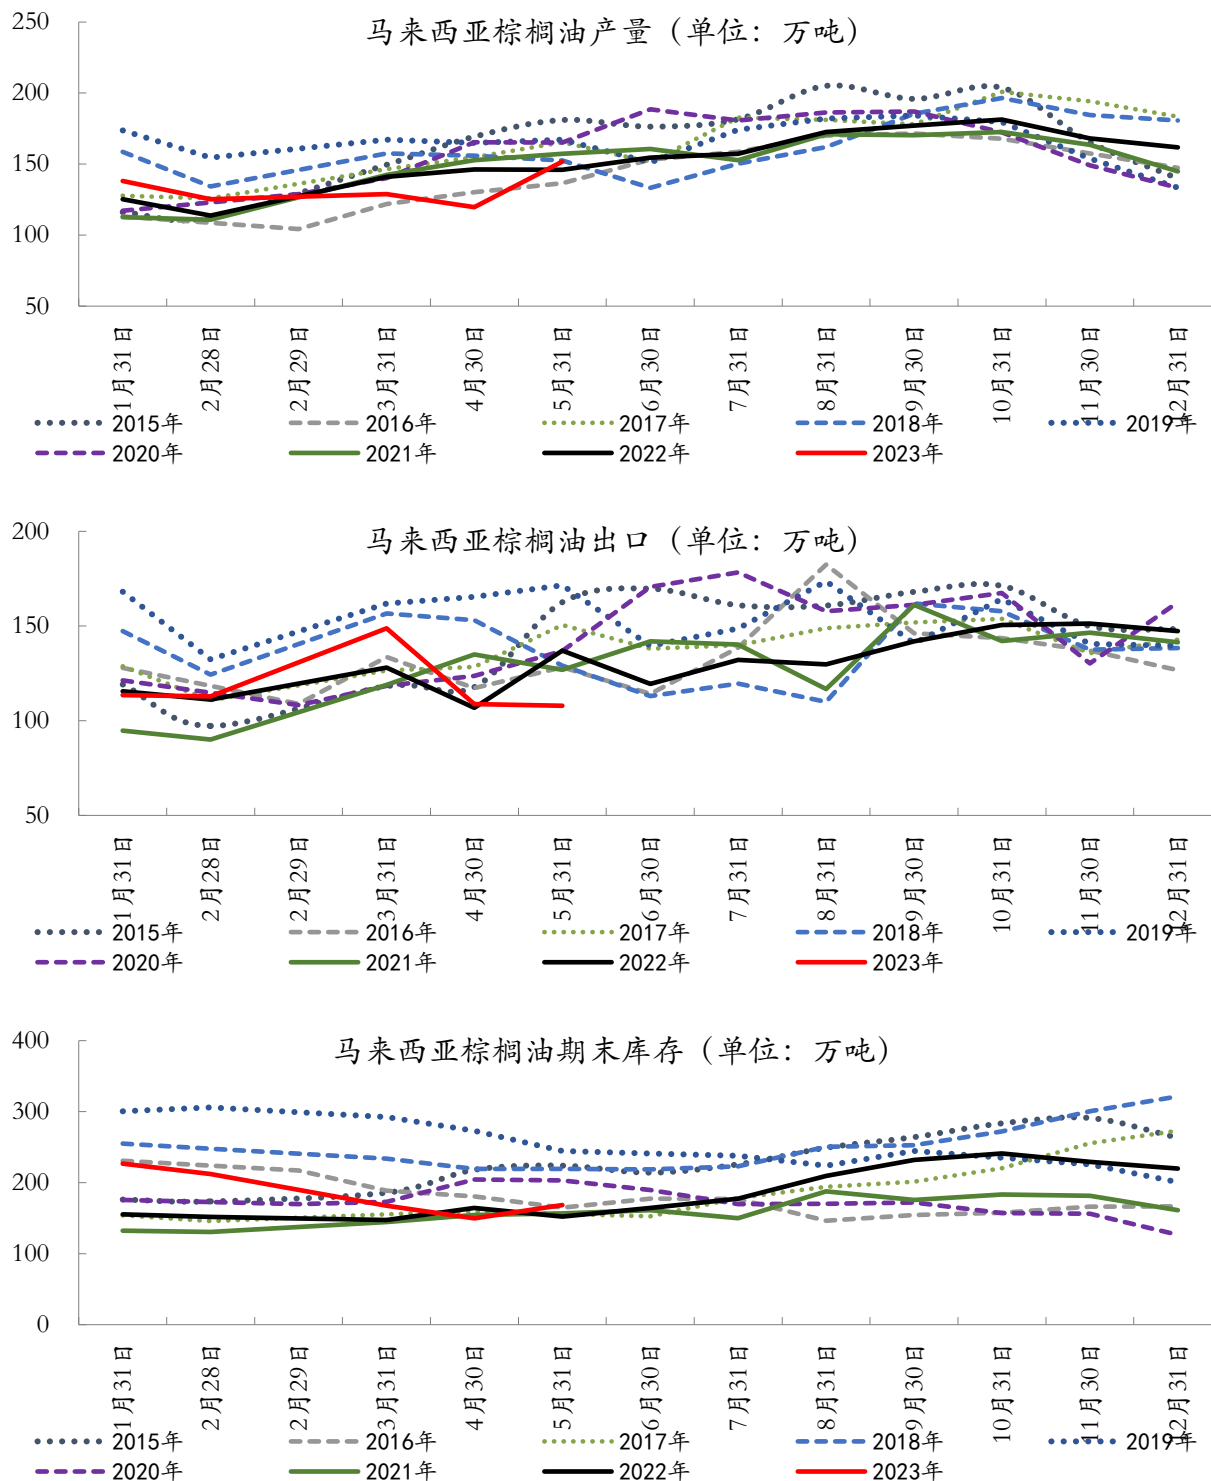 马来西亚棕榈油产量（单位：万吨）
250
200
150
100
50
1月31日 2月28日 2月29日 3月31日 4月30日 5月31日 6月30日 7月31日 8月31日 9月30日 10月31日 11月30日 12月31日
2015年 2016年 2017年 2018年 2019年
2020年 2021年 2022年 2023年
马来西亚棕榈油出口（单位：万吨）
200
150
100
50
1月31日 2月28日 2月29日 3月31日 4月30日 5月31日 6月30日 7月31日 8月31日 9月30日 10月31日 11月30日 12月31日
2015年 2016年 2017年 2018年 2019年
2020年 2021年 2022年 2023年
马来西亚棕榈油期末库存（单位：万吨）
400
300
200
100
0
1月31日 2月28日 2月29日 3月31日 4月30日 5月31日 6月30日 7月31日 8月31日 9月30日 10月31日 11月30日 12月31日
2015年 2016年 2017年 2018年 2019年
2020年 2021年 2022年 2023年